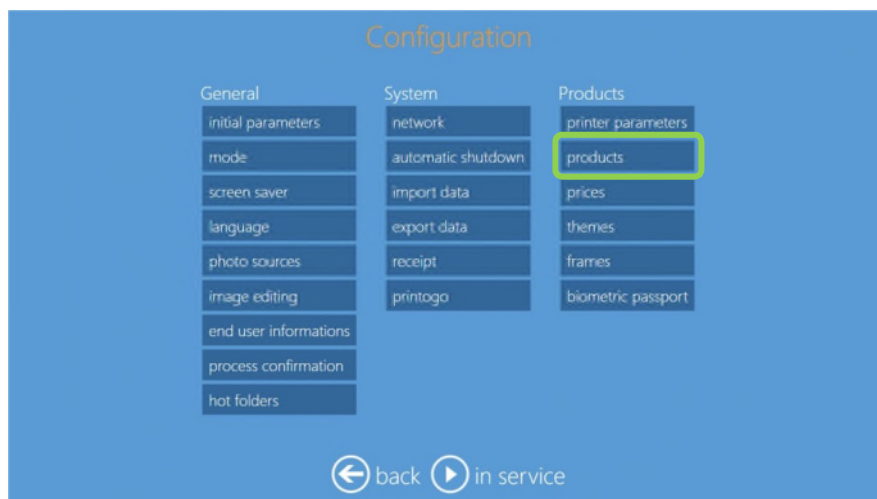 Configuration
General
initial parameters
mode
screen saver
language
photo sources
image editing
end user informations
process confirmation
hot folders
System
network
automatic shutdown
import data
export data
receipt
printogo
Products
printer parameters
products
prices
themes
frames
biometric passport
back in service